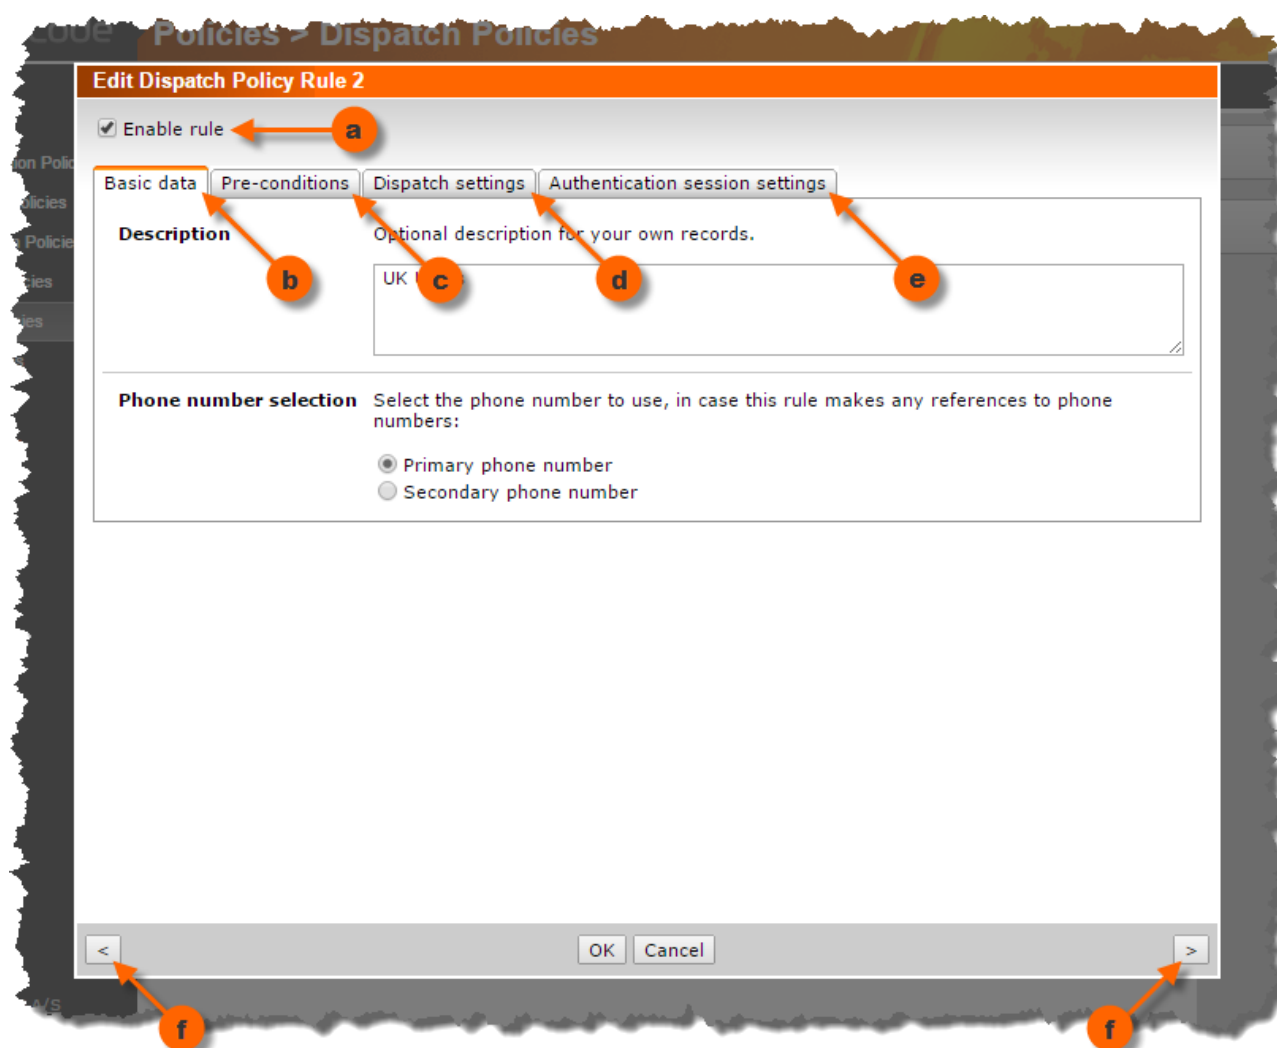 Policies > Dispatch Policies
Edit Dispatch Policy Rule 2
Enable rule
a
Basic data
Pre-conditions
Dispatch settings
Authentication session settings
Description
Optional description for your own records.
b
c
d
e
UK
Phone number selection
Select the phone number to use, in case this rule makes any references to phone
numbers:
Primary phone number
Secondary phone number
<
OK
Cancel
>
A/S
f
f